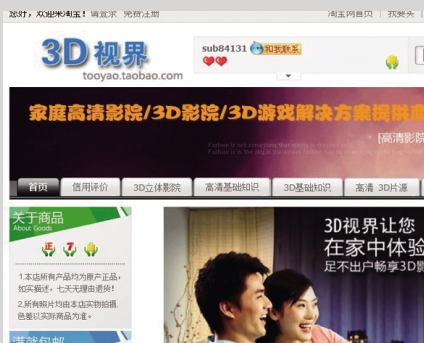 您好，欢迎来淘宝！请登录 免费注册
淘宝网首页 | 我要买 |
3D视界
tooyao.taobao.com
sub84131 和我联系
家庭高清影院/3D影院/3D游戏解决方案提供
-[高清影院
首页
信用评价
3D立体影院
高清基础知识
3D基础知识
高清 3D片源
关于商品
About Goods
正 7
1.本店所有产品均为原产正品，
如实描述，七天无理由退货！
2.所有照片均由本店实物拍摄，
色差以实际商品为准。
满就包邮
3D视界让您
在家中体验
足不出户畅享3D